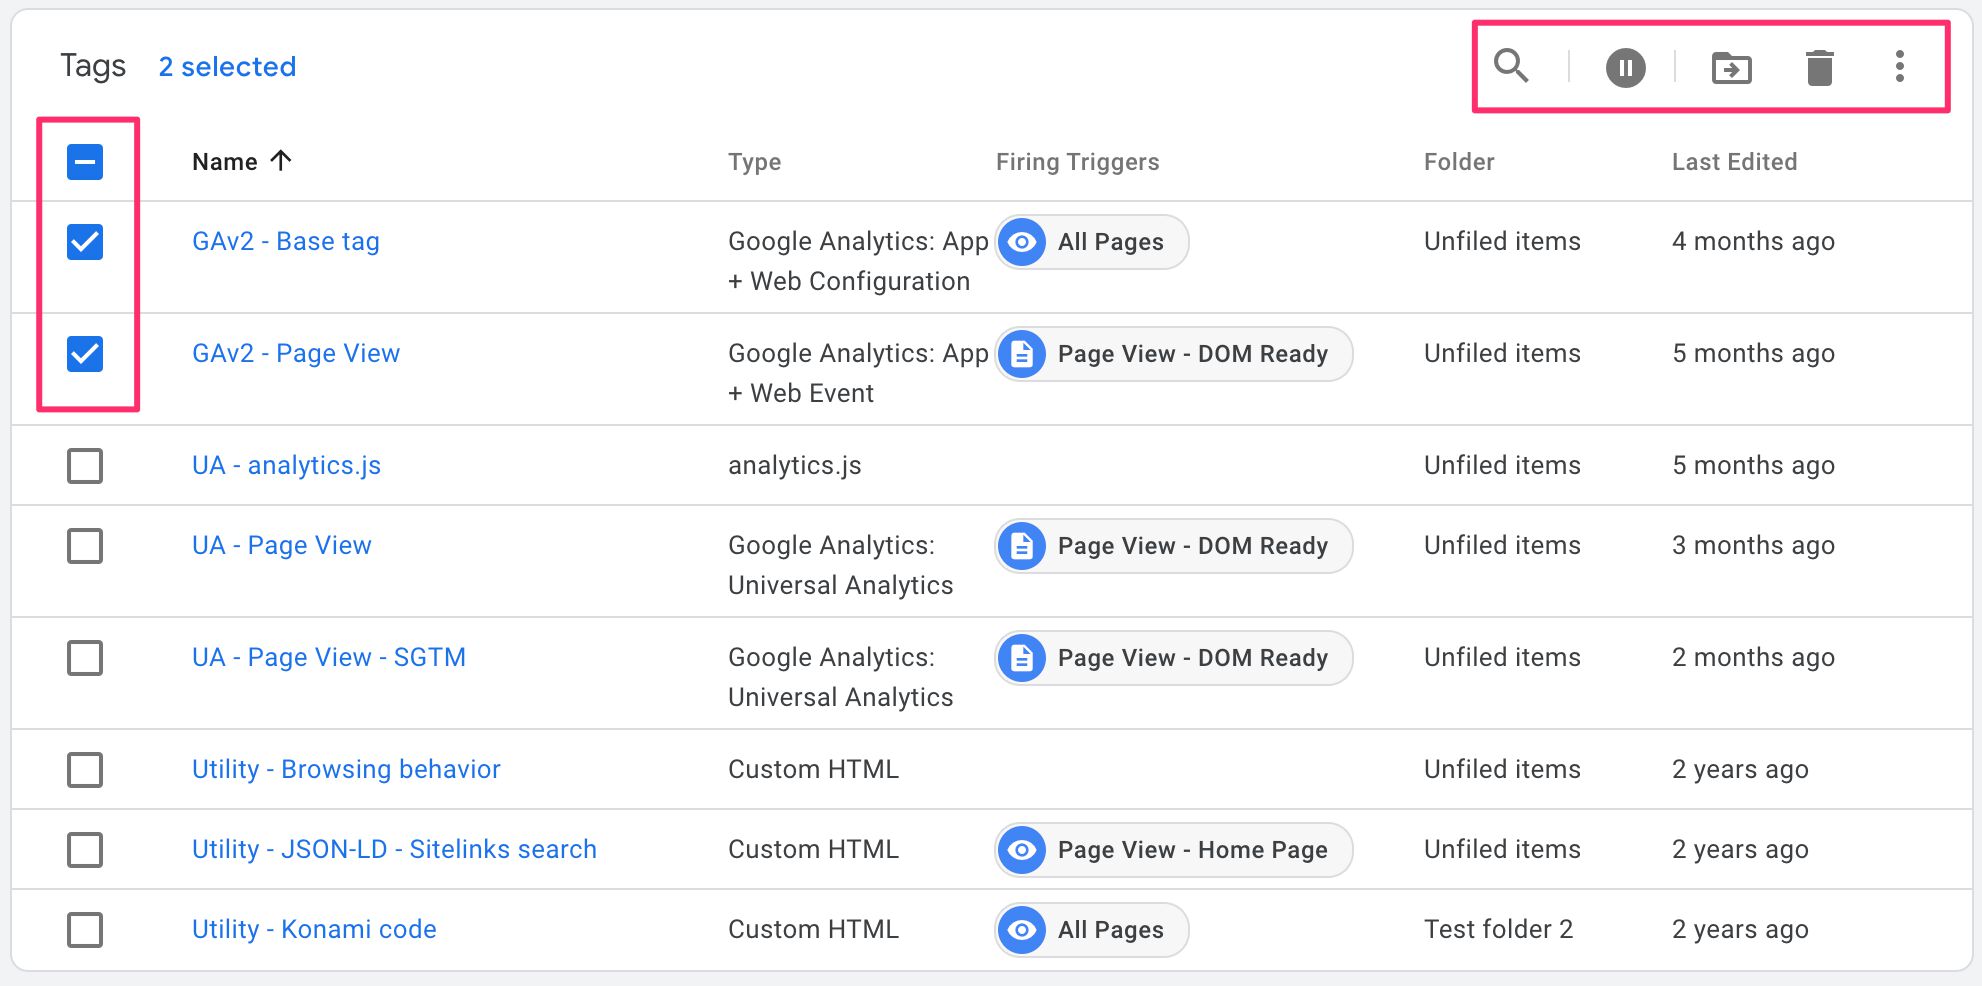 Tags 2 selected
Name Type Firing Triggers Folder Last Edited
GAv2 - Base tag Google Analytics: App All Pages Unfiled items 4 months ago
+ Web Configuration
GAv2 - Page View Google Analytics: App Page View - DOM Ready Unfiled items 5 months ago
+ Web Event
UA - analytics.js analytics.js Unfiled items 5 months ago
UA - Page View Google Analytics: Page View - DOM Ready Unfiled items 3 months ago
Universal Analytics
UA - Page View - SGTM Google Analytics: Page View - DOM Ready Unfiled items 2 months ago
Universal Analytics
Utility - Browsing behavior Custom HTML Unfiled items 2 years ago
Utility - JSON-LD - Sitelinks search Custom HTML Page View - Home Page Unfiled items 2 years ago
Utility - Konami code Custom HTML All Pages Test folder 2 2 years ago